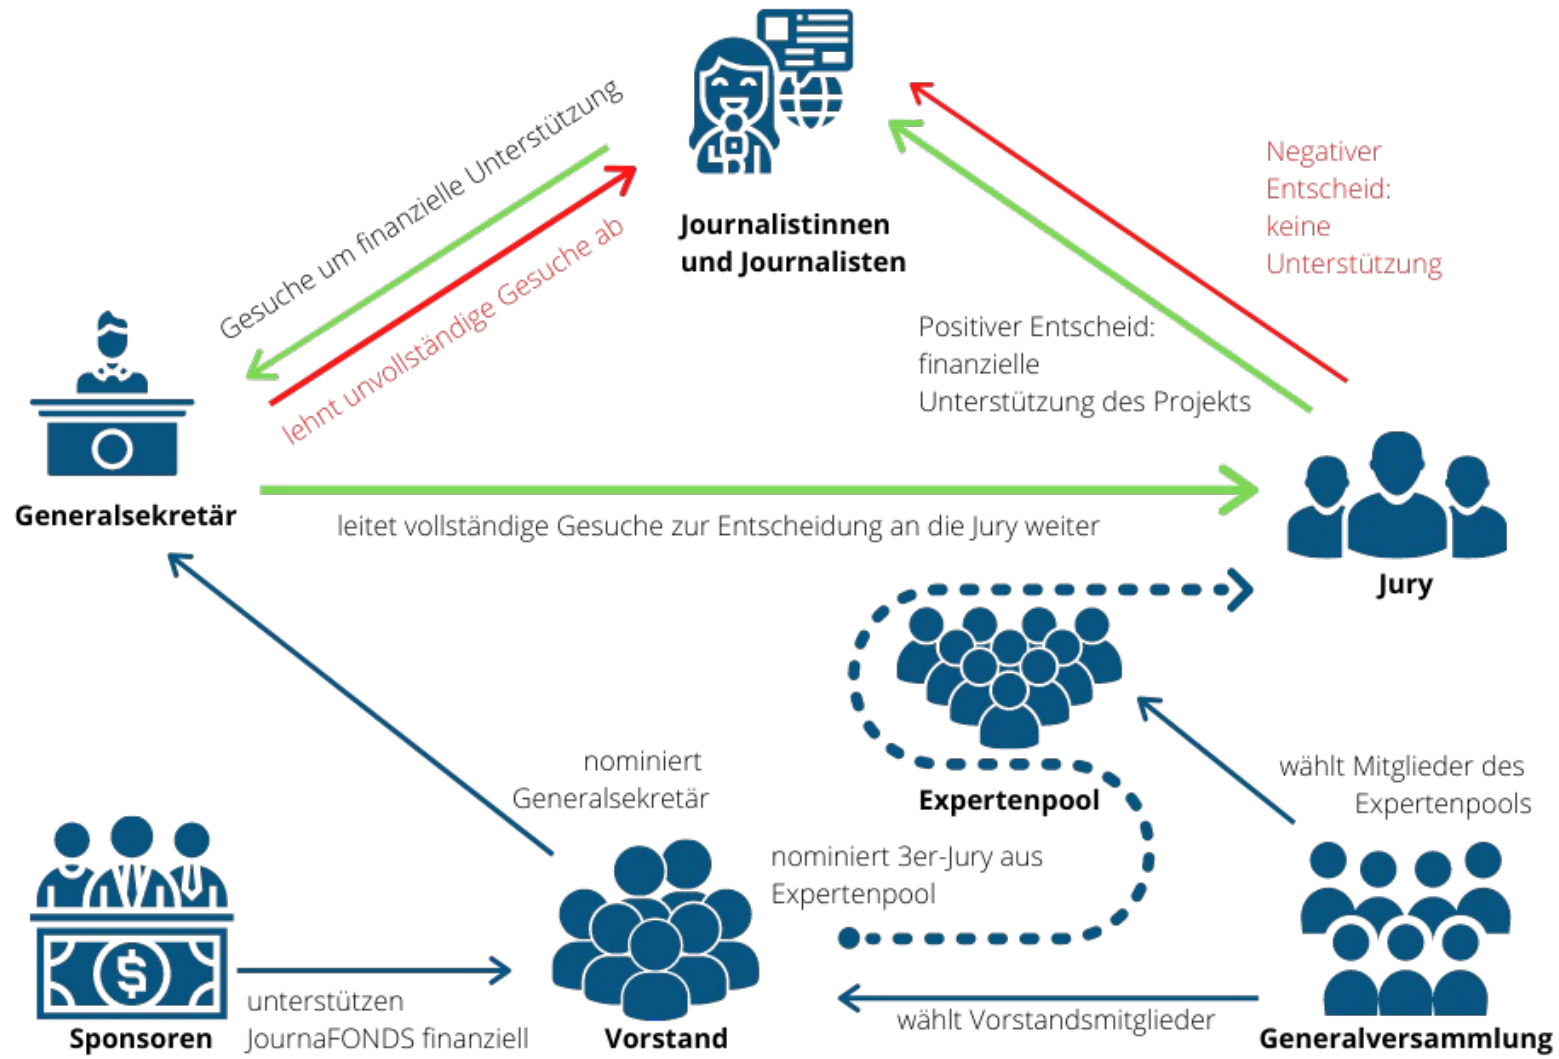 Gesuche um finanzielle Unterstützung
lehnt unvollständige Gesuche ab
Journalistinnen
und Journalisten
Negativer
Entscheid:
keine
Unterstützung
Positiver Entscheid:
finanzielle
Unterstützung des Projekts
Generalsekretär
leitet vollständige Gesuche zur Entscheidung an die Jury weiter
Jury
nominiert
Generalsekretär
Expertenpool
wählt Mitglieder des
Expertenpools
nominiert 3er-Jury aus
Expertenpool
$
unterstützen
JournaFONDS finanziell
Sponsoren
Vorstand
wählt Vorstandsmitglieder
Generalversammlung